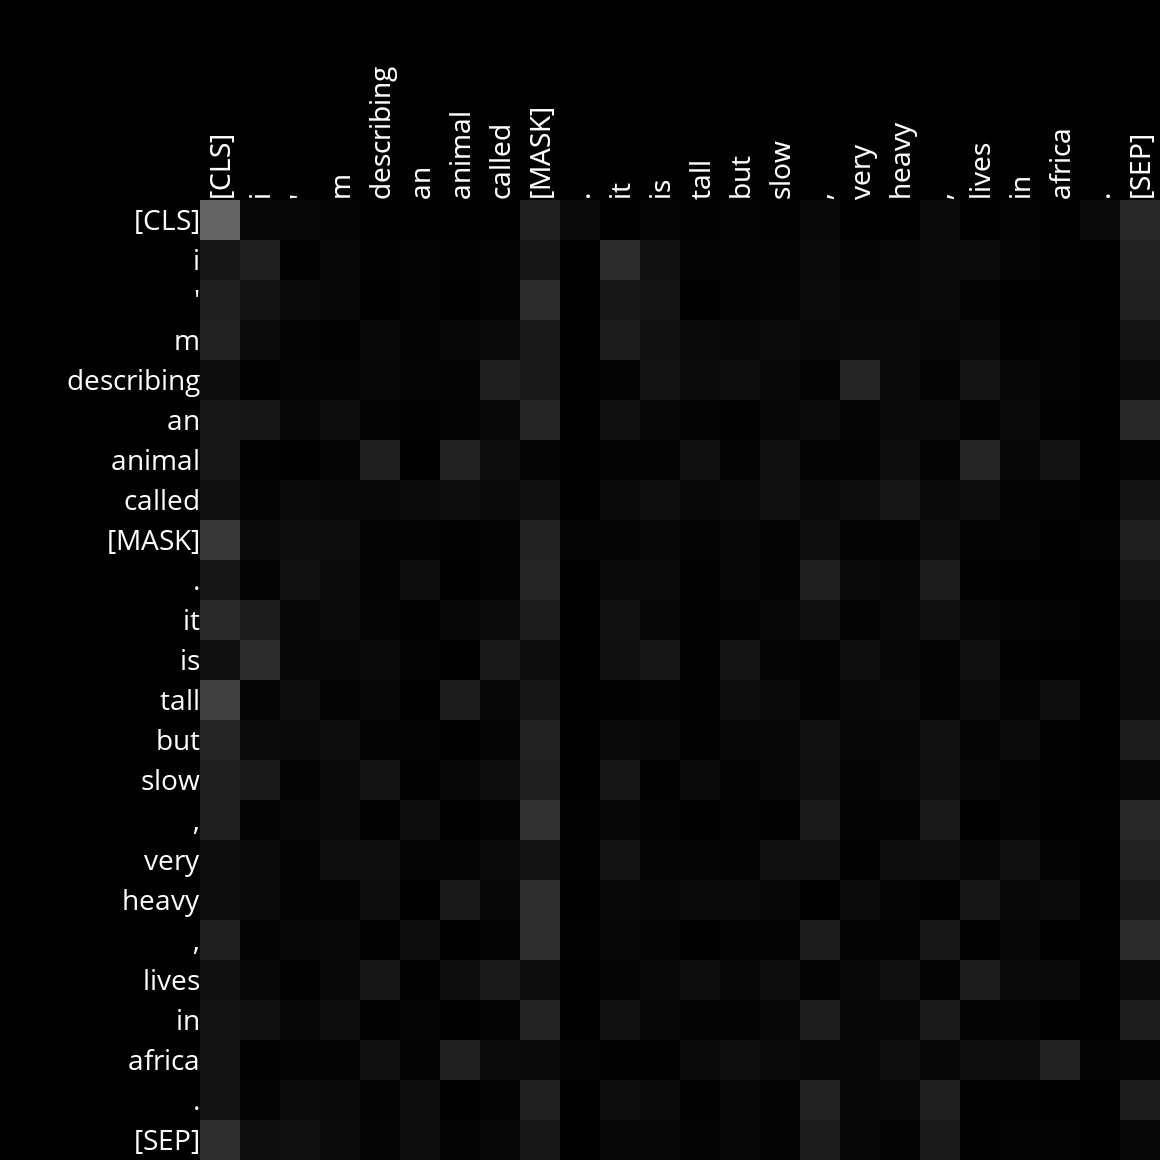 [CLS] i ' m describing an animal called [MASK] . it is tall but slow , very heavy , lives in africa . [SEP]
[CLS]
i
'
m
describing
an
animal
called
[MASK]
.
it
is
tall
but
slow
,
very
heavy
,
lives
in
africa
.
[SEP]